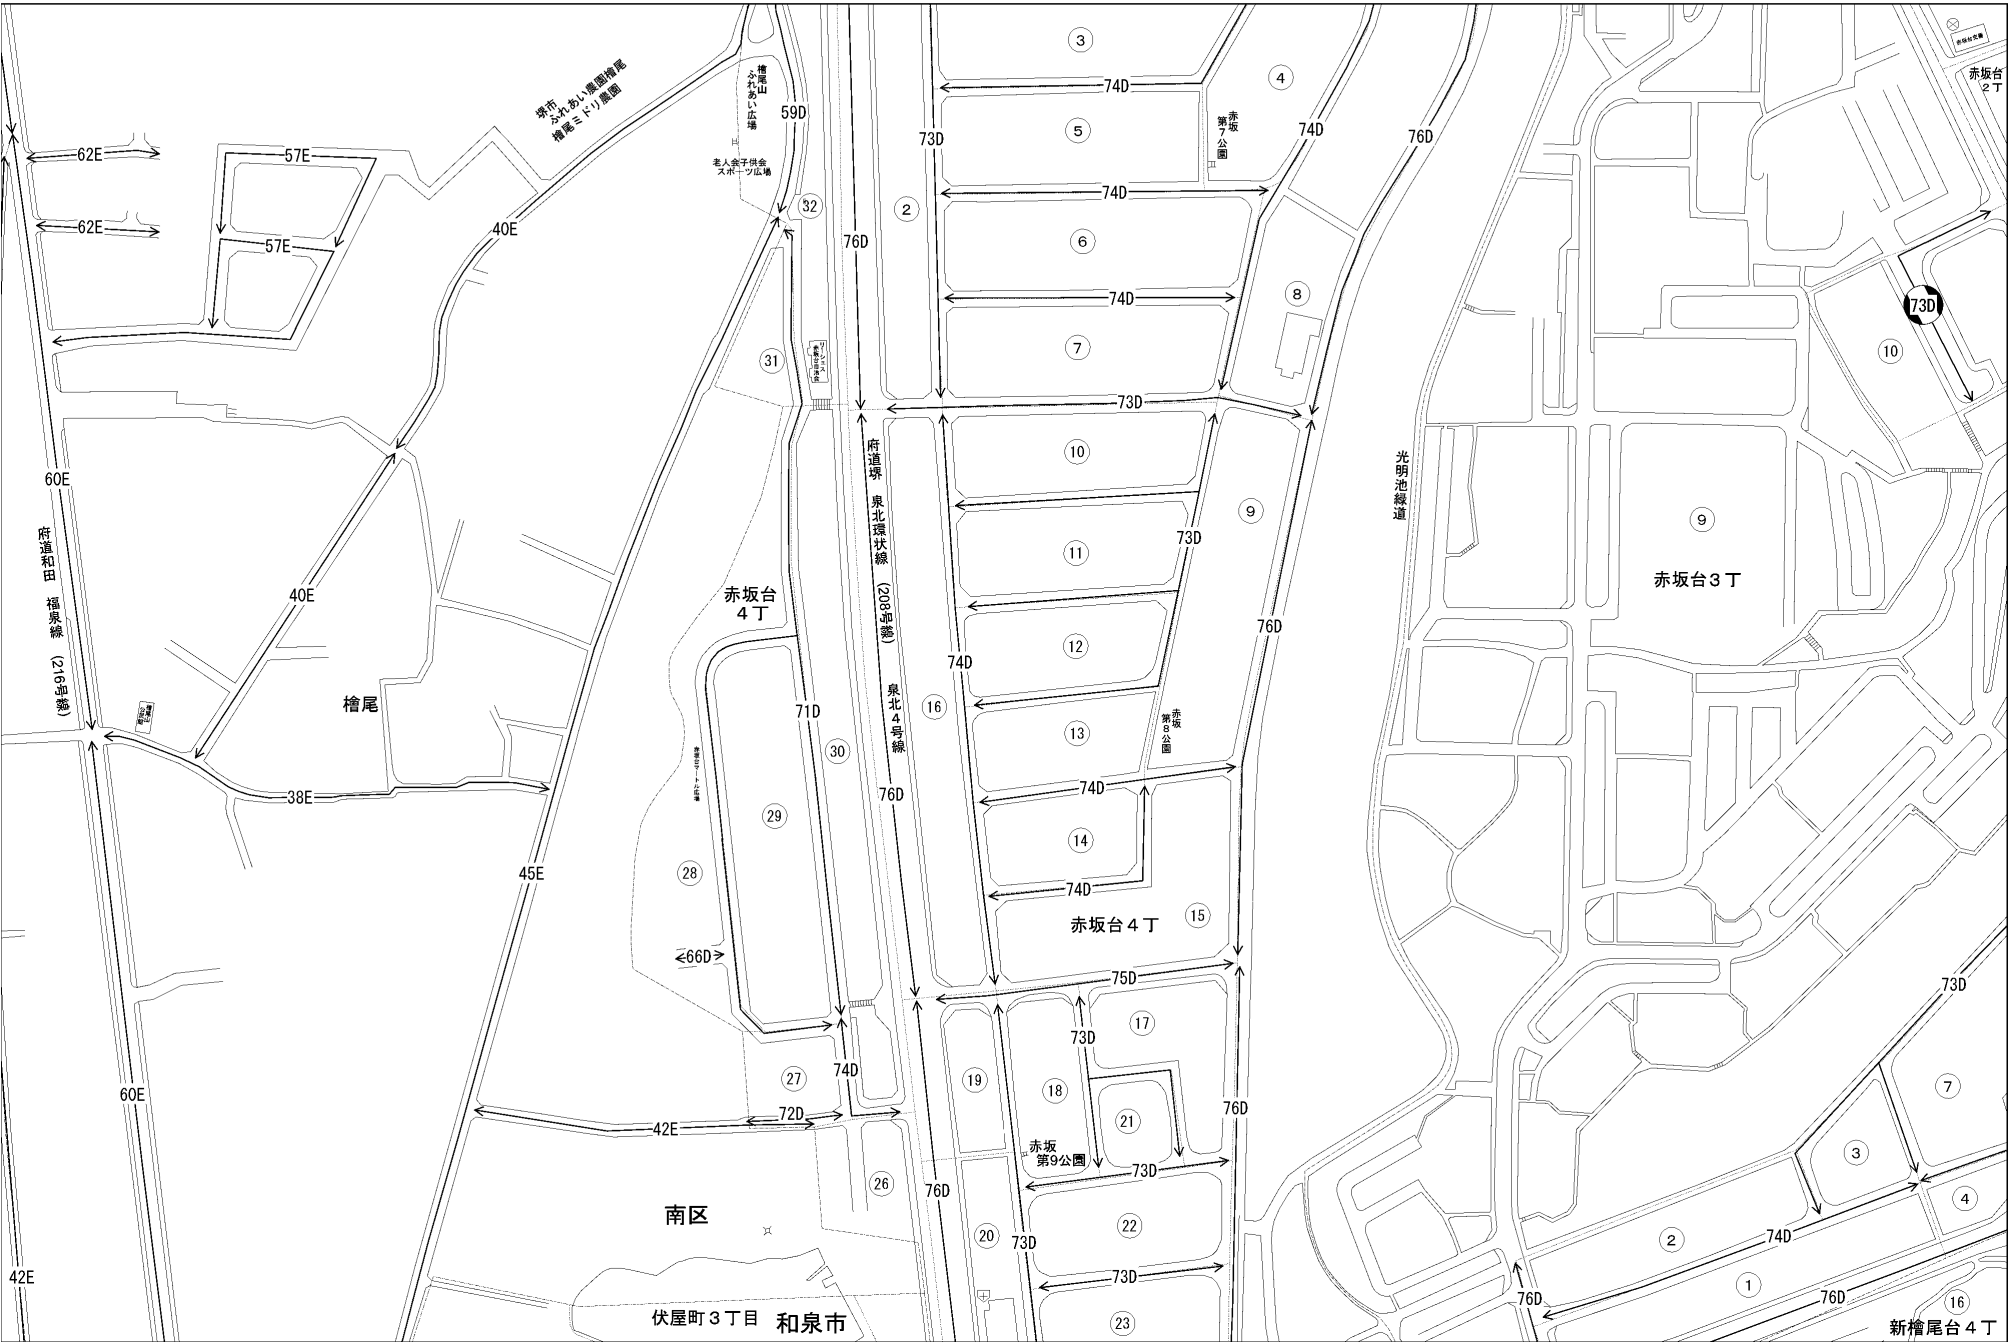 堺市
ふれあい農園檜尾
檜尾ミドリ農園
檜尾山
ふれあい広場
老人会子供会
スポーツ広場
赤坂台
2丁
62E
57E
62E
57E
40E
59D
32
76D
2
73D
3
74D
4
赤坂
第7公園
5
74D
74D
76D
6
74D
8
7
31
73D
73D
10
60E
府道和田 福泉線 (216号線)
府道堺 泉北環状線 (208号線) 泉北4号線
10
11
73D
9
76D
光明池緑道
9
赤坂台3丁
40E
赤坂台
4丁
12
74D
16
13
赤坂
第8公園
檜尾
檜尾山
公民館
71D
30
76D
38E
29
74D
14
74D
28
45E
赤坂台4丁
15
66D
75D
73D
73D
17
74D
27
19
18
21
60E
72D
42E
76D
7
赤坂
第9公園
73D
3
76D
26
4
南区
20
73D
22
2
74D
42E
73D
1
76D
76D
16
伏屋町3丁目
和泉市
23
新檜尾台4丁